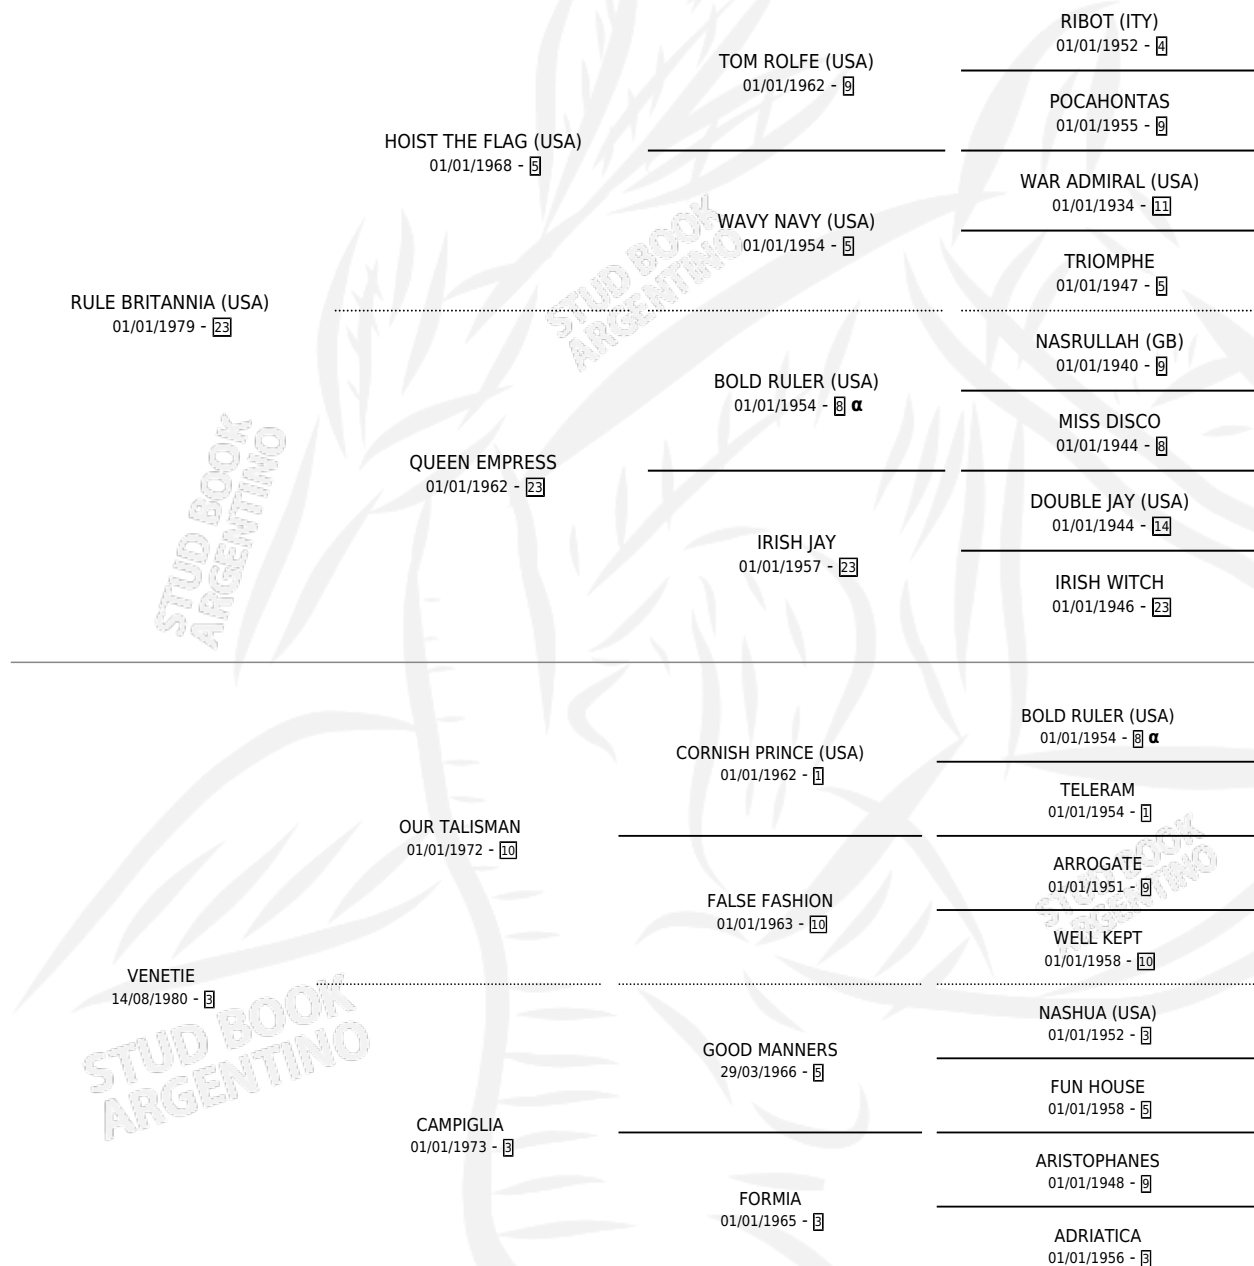 RIBOT (ITY)
01/01/1952 - 4
TOM ROLFE (USA)
01/01/1962 - 9
POCAHONTAS
01/01/1955 - 9
HOIST THE FLAG (USA)
01/01/1968 - 5
WAR ADMIRAL (USA)
01/01/1934 - 11
WAVY NAVY (USA)
01/01/1954 - 5
TRIOMPHE
01/01/1947 - 5
RULE BRITANNIA (USA)
01/01/1979 - 23
NASRULLAH (GB)
01/01/1940 - 9
BOLD RULER (USA)
01/01/1954 - 8 α
MISS DISCO
01/01/1944 - 8
QUEEN EMPRESS
01/01/1962 - 23
DOUBLE JAY (USA)
01/01/1944 - 14
IRISH JAY
01/01/1957 - 23
IRISH WITCH
01/01/1946 - 23
BOLD RULER (USA)
01/01/1954 - 8 α
CORNISH PRINCE (USA)
01/01/1962 - 1
TELERAM
01/01/1954 - 1
OUR TALISMAN
01/01/1972 - 10
ARROGATE
01/01/1951 - 9
FALSE FASHION
01/01/1963 - 10
WELL KEPT
01/01/1958 - 10
VENETIE
14/08/1980 - 3
NASHUA (USA)
01/01/1952 - 3
GOOD MANNERS
29/03/1966 - 5
FUN HOUSE
01/01/1958 - 5
CAMPIGLIA
01/01/1973 - 3
ARISTOPHANES
01/01/1948 - 9
FORMIA
01/01/1965 - 3
ADRIATICA
01/01/1956 - 3
STUD BOOK
ARGENTINO
STUD BOOK
ARGENTINO
STUD BOOK
ARGENTINO
STUD BOOK
ARGENTINO